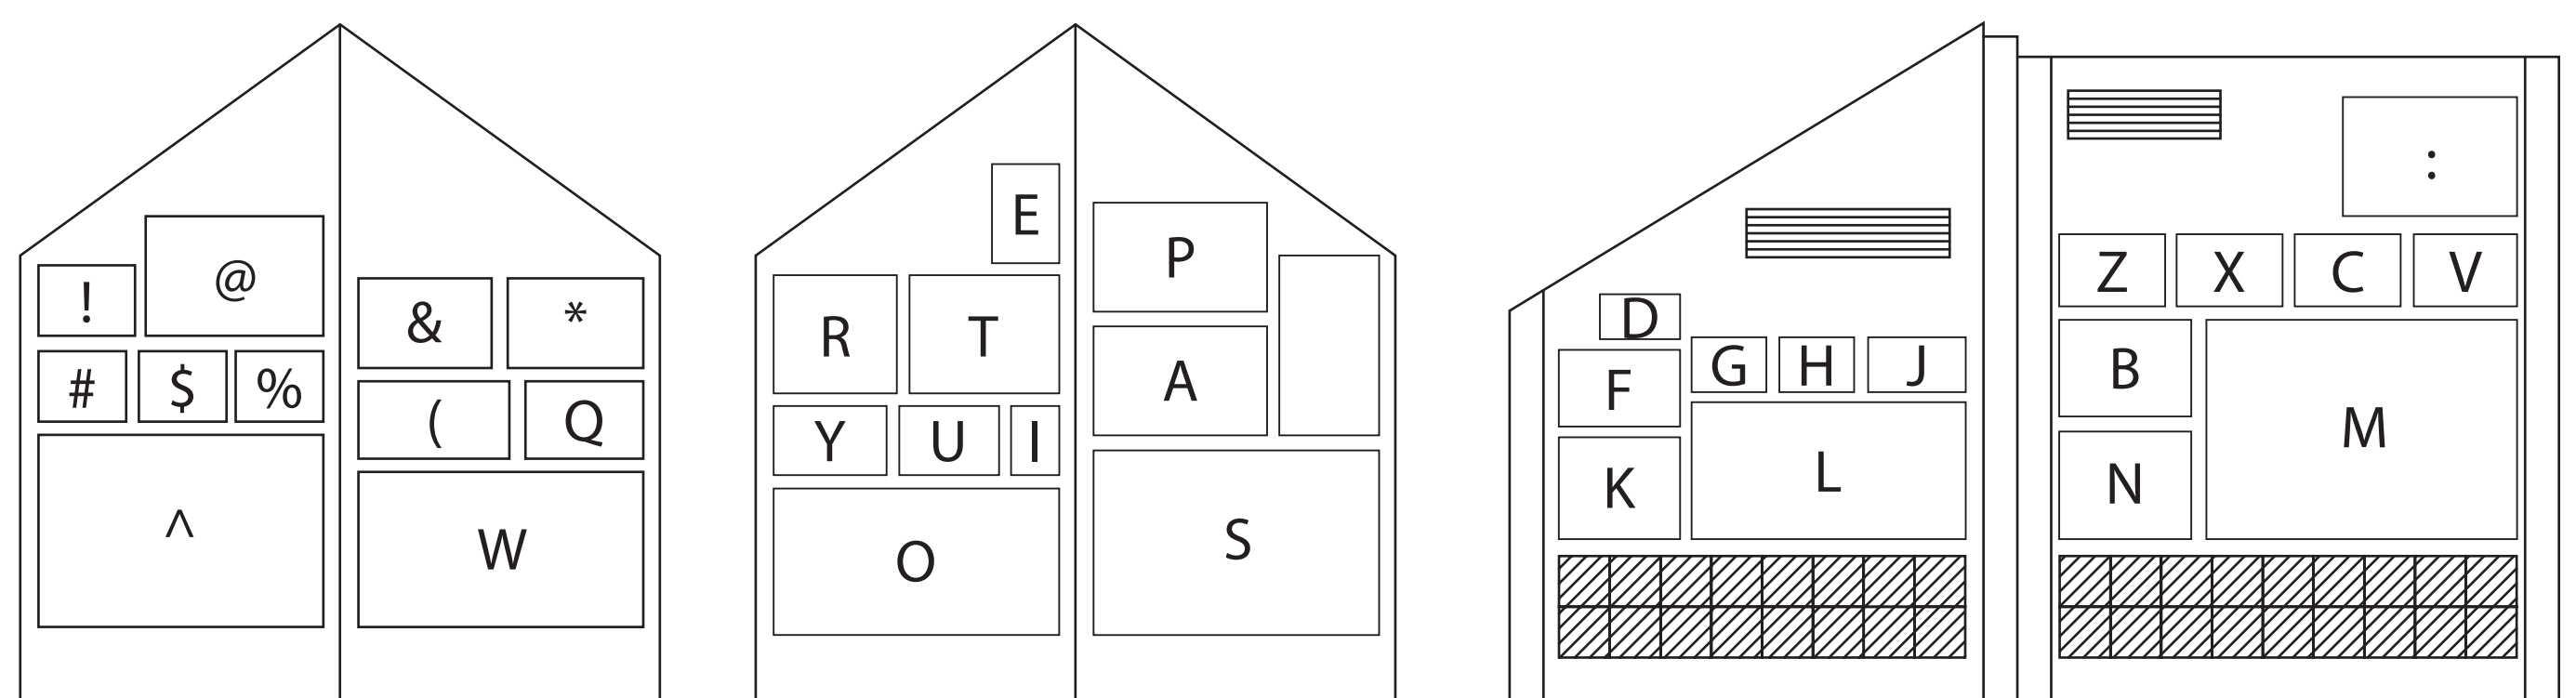 ! @
# $ %
^
& *
( Q
W
E
R T
Y U I
O
P
A
S
D
F G H J
K L
:
Z X C V
B M
N